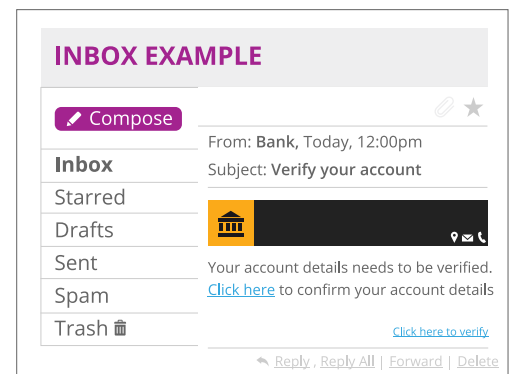 INBOX EXAMPLE
Compose
Inbox
Starred
Drafts
Sent
Spam
Trash
From: Bank, Today, 12:00pm
Subject: Verify your account
Your account details needs to be verified.
Click here to confirm your account details
Click here to verify
Reply , Reply All | Forward | Delete